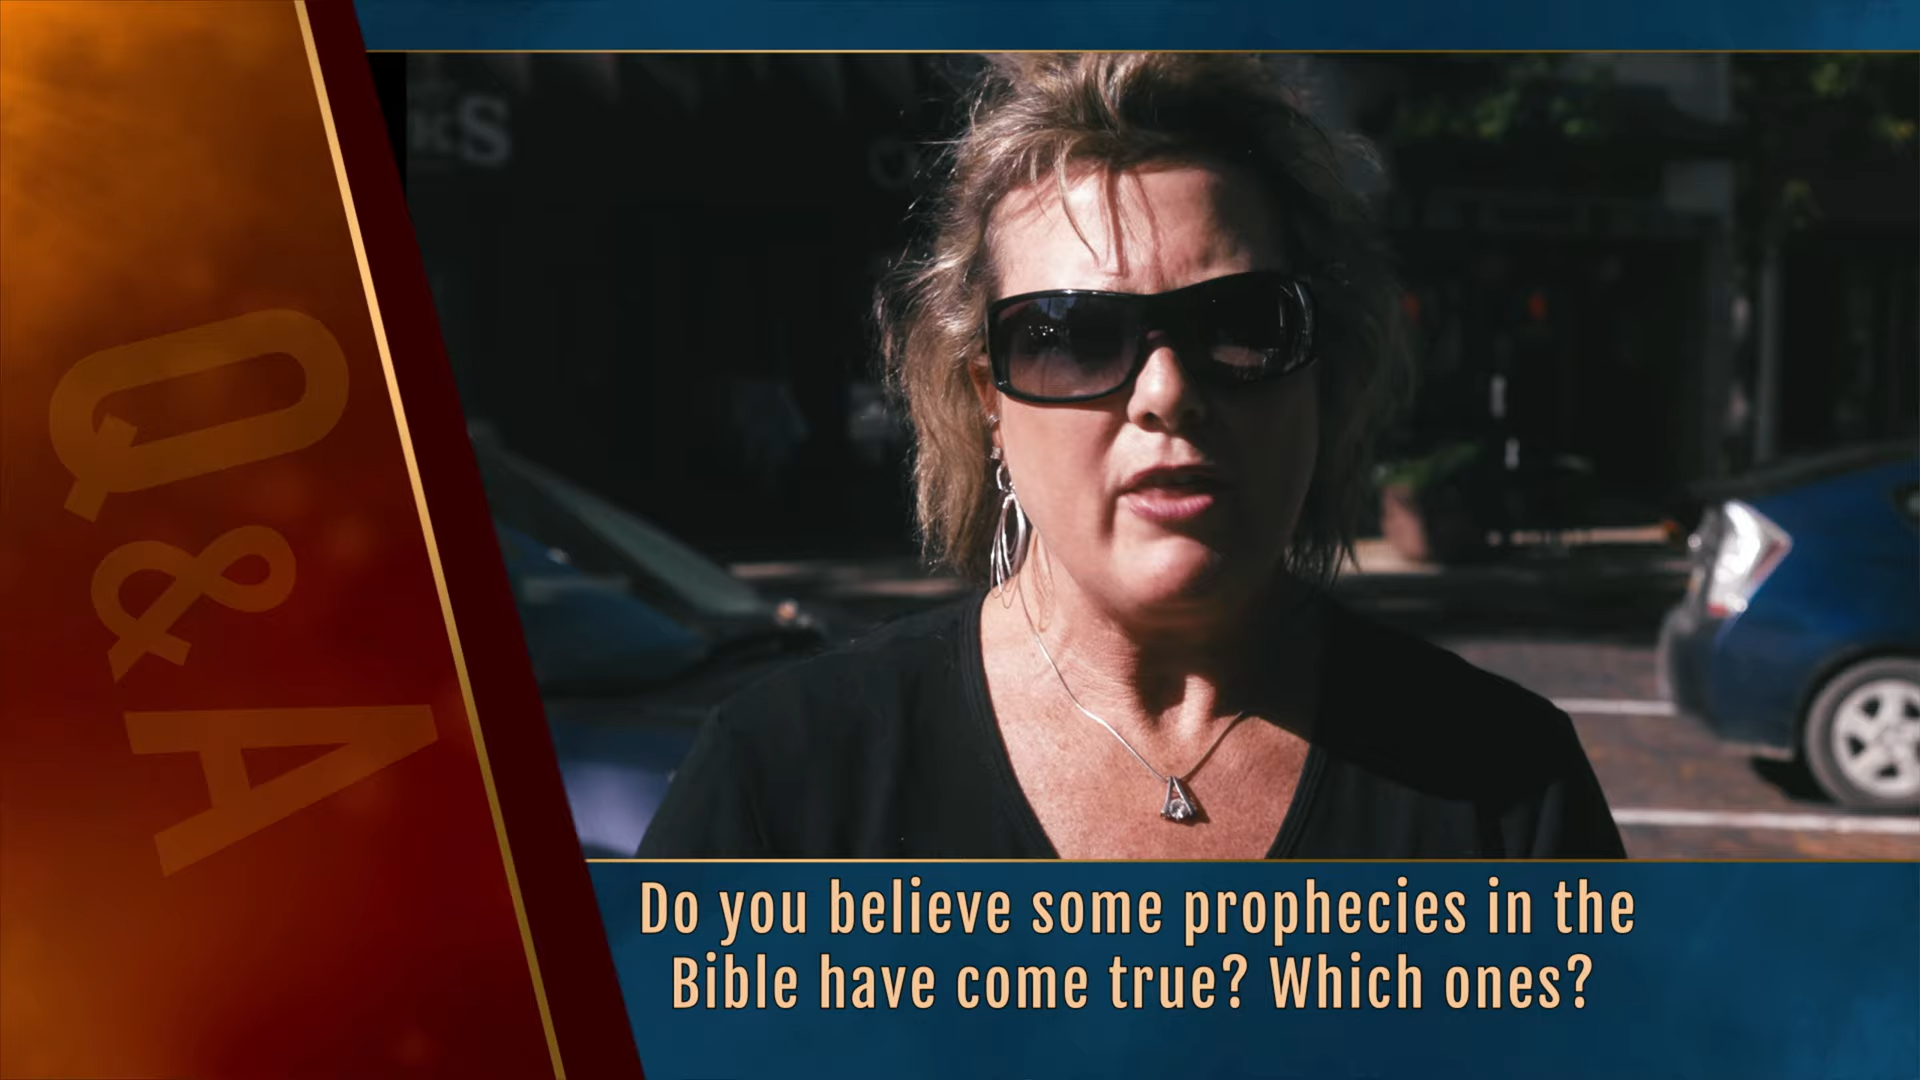 Q&A
Do you believe some prophecies in the
Bible have come true? Which ones?